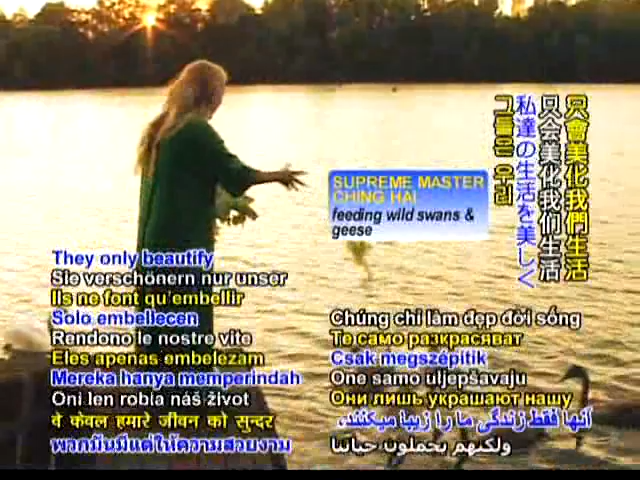 只會美化我們生活
只会美化我们生活
私達の生活を美しく
그들은 우리
SUPREME MASTER
CHING HAI
feeding wild swans &
geese
They only beautify
Sie verschönern nur unser
Ils ne font qu'embellir
Solo embellecen
Rendono le nostre vite
Eles apenas embelezam
Mereka hanya memperindah
Oni len robia náš život
वे केवल हमारे जीवन को सुन्दर
พวกมันมีแต่ให้ความสวยงาม
Chúng chỉ làm đẹp đời sống
Те само разкрасяват
Csak megszépítik
One samo uljepšavaju
Они лишь украшают нашу
آنها فقط زندگی ما را زیبا میکنند،
ولكنهم يجملون حياتنا